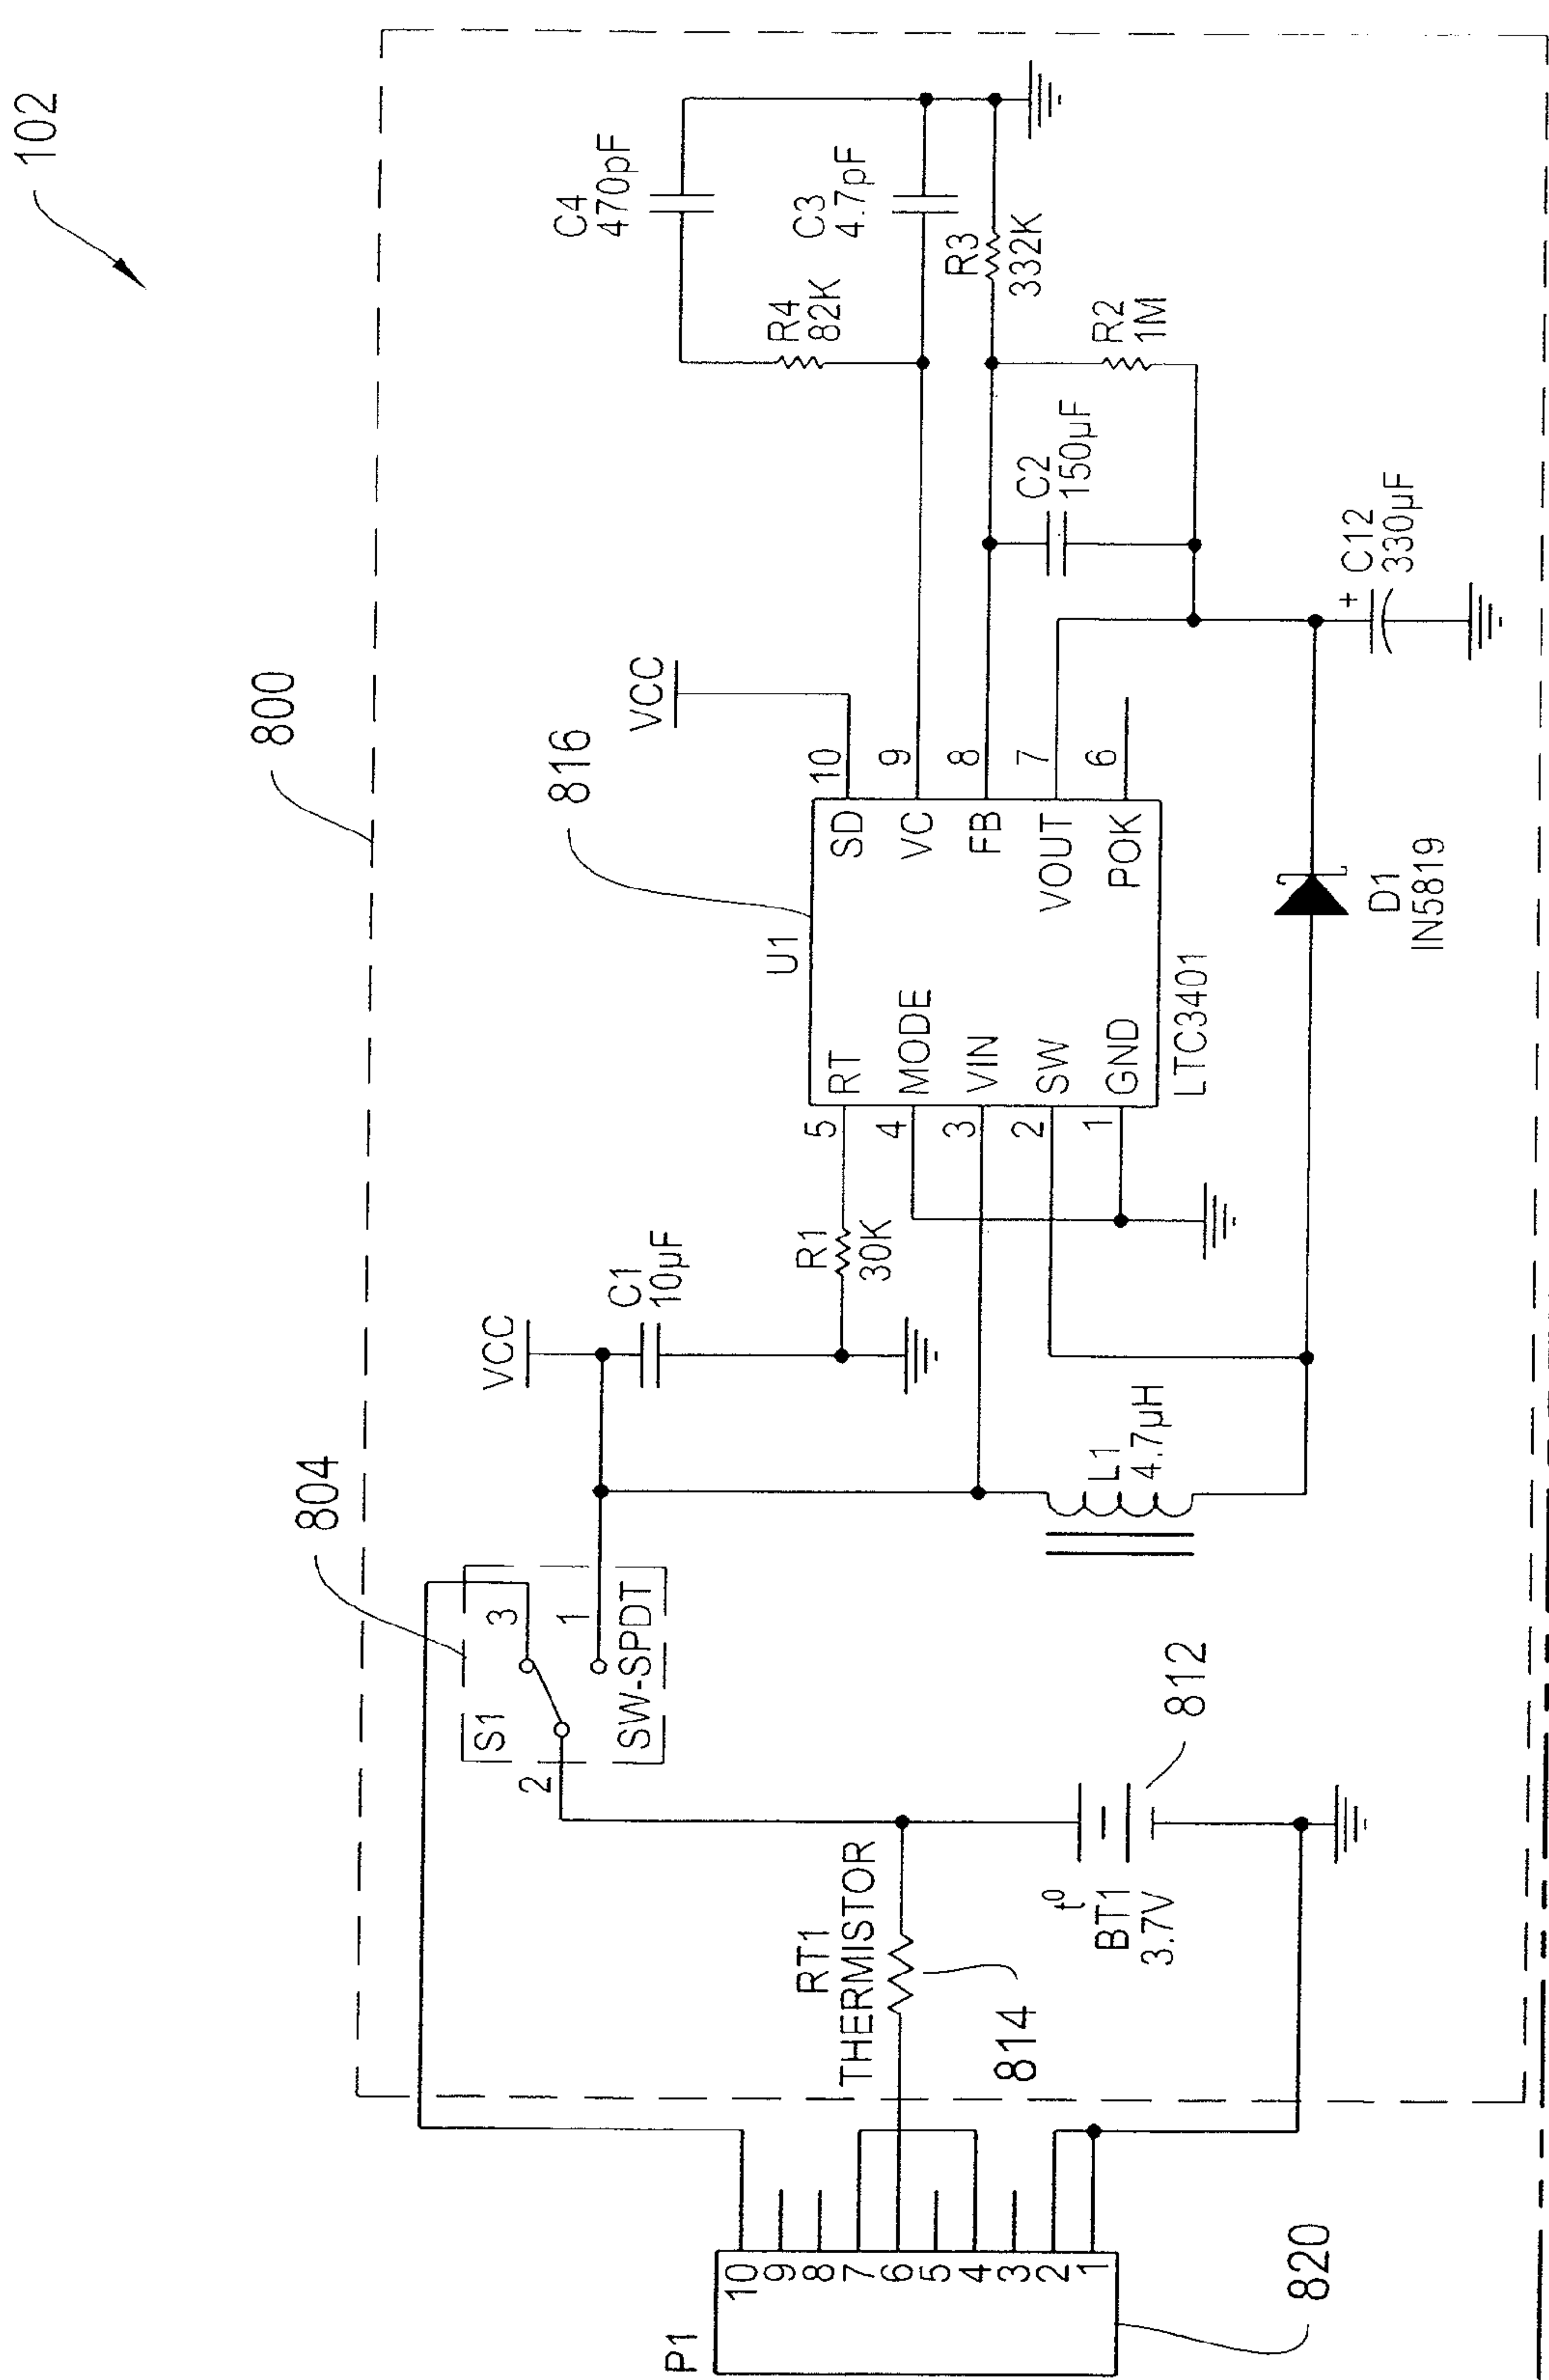 102
800
804
S1
3
2
1
SW-SPDT
VCC
C1
10µF
R1
30K
U1
816
RT
MODE
VIN
SW
GND
5
4
3
2
1
SD
VC
FB
VOUT
POK
10
9
8
7
6
LTC3401
VCC
C4
470pF
R4
82K
C3
4.7pF
R3
332K
R2
1M
C2
150µF
C12
330µF
+
D1
IN5819
L1
4.7µH
RT1
THERMISTOR
814
t⁰
BT1
3.7V
812
P1
10
9
8
7
6
5
4
3
2
1
820